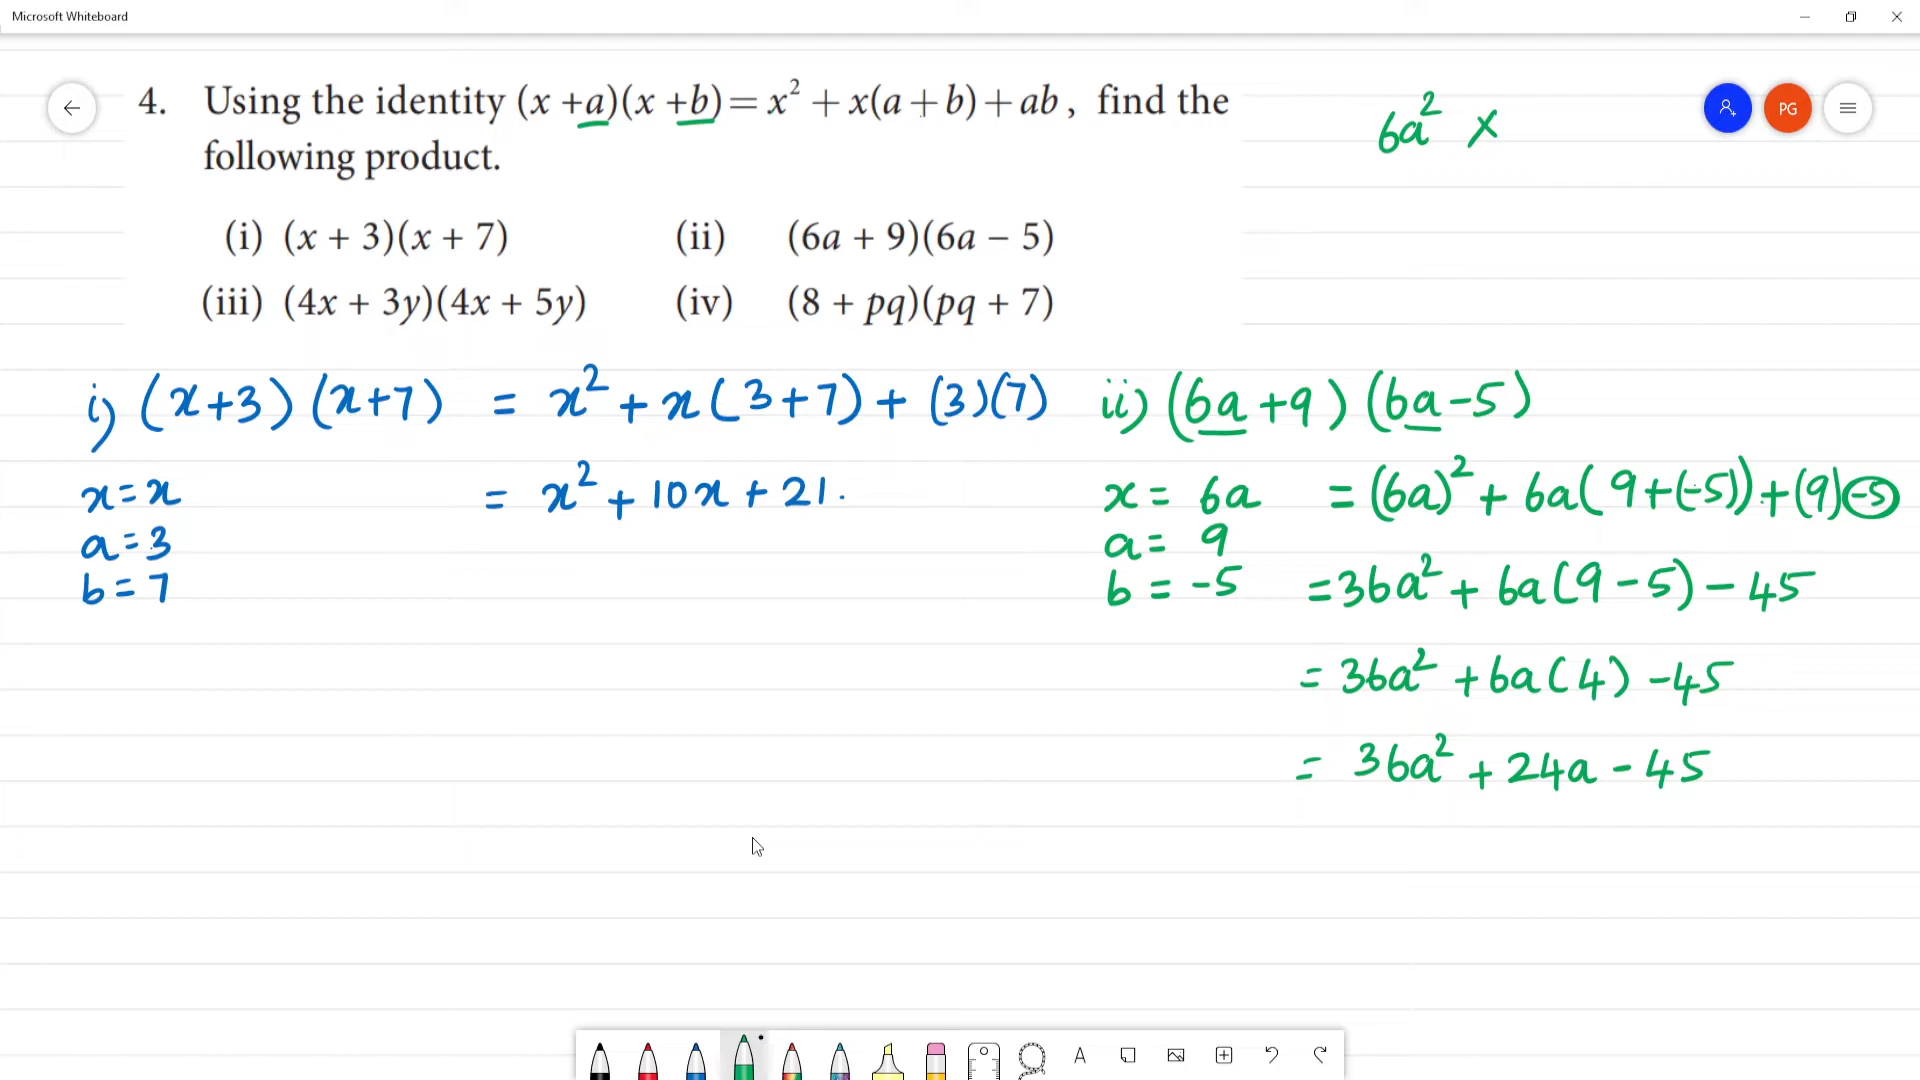 Microsoft Whiteboard
4. Using the identity (x + a)(x + b) = x² + x(a + b) + ab, find the
following product.
(i) (x + 3)(x + 7) (ii) (6a + 9)(6a − 5)
(iii) (4x + 3y)(4x + 5y) (iv) (8 + pq)(pq + 7)
6a² ×
PG
i) (x+3) (x+7) = x² + x(3+7) + (3)(7)
= x² + 10x + 21.
x = x
a = 3
b = 7
ii) (6a+9) (6a-5)
x = 6a
a = 9
b = -5
= (6a)² + 6a(9+(-5)) + (9)(-5)
= 36a² + 6a(9-5) - 45
= 36a² + 6a(4) - 45
= 36a² + 24a - 45
A